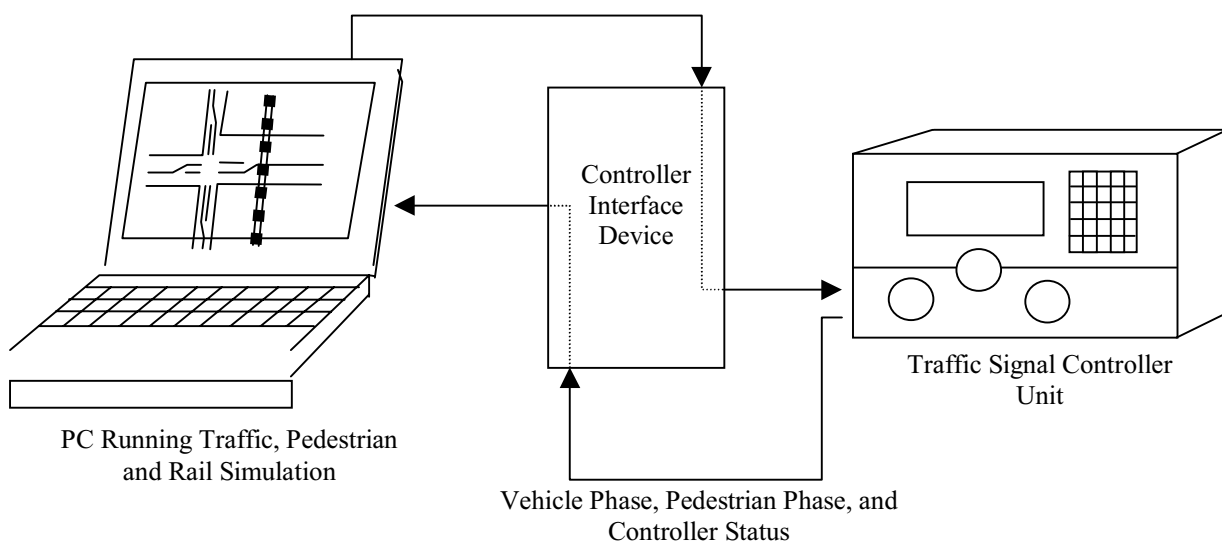 Controller
Interface
Device
Traffic Signal Controller
Unit
PC Running Traffic, Pedestrian
and Rail Simulation
Vehicle Phase, Pedestrian Phase, and
Controller Status